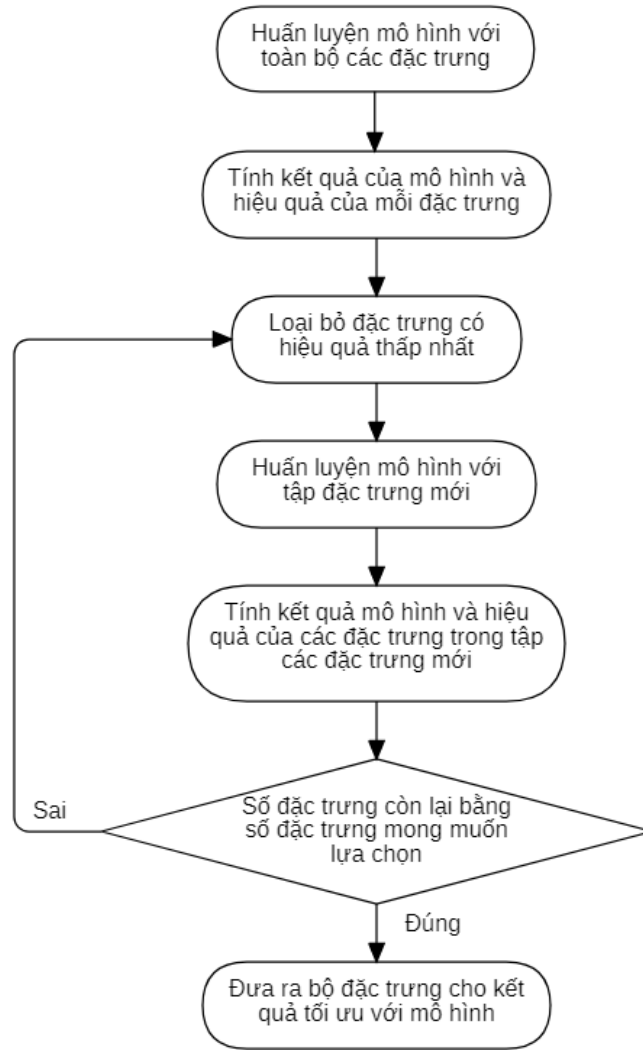 Huấn luyện mô hình với
toàn bộ các đặc trưng
Tính kết quả của mô hình và
hiệu quả của mỗi đặc trưng
Loại bỏ đặc trưng có
hiệu quả thấp nhất
Huấn luyện mô hình với
tập đặc trưng mới
Tính kết quả mô hình và hiệu
quả của các đặc trưng trong tập
các đặc trưng mới
Số đặc trưng còn lại bằng
số đặc trưng mong muốn
lựa chọn
Sai
Đúng
Đưa ra bộ đặc trưng cho kết
quả tối ưu với mô hình